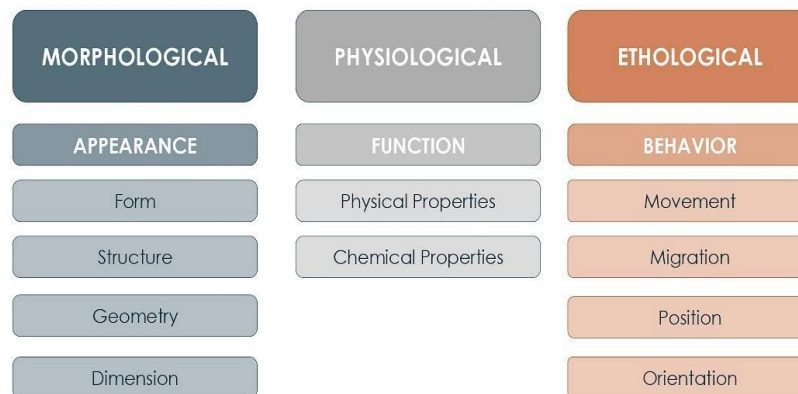 MORPHOLOGICAL
APPEARANCE
Form
Structure
Geometry
Dimension
PHYSIOLOGICAL
FUNCTION
Physical Properties
Chemical Properties
ETHOLOGICAL
BEHAVIOR
Movement
Migration
Position
Orientation